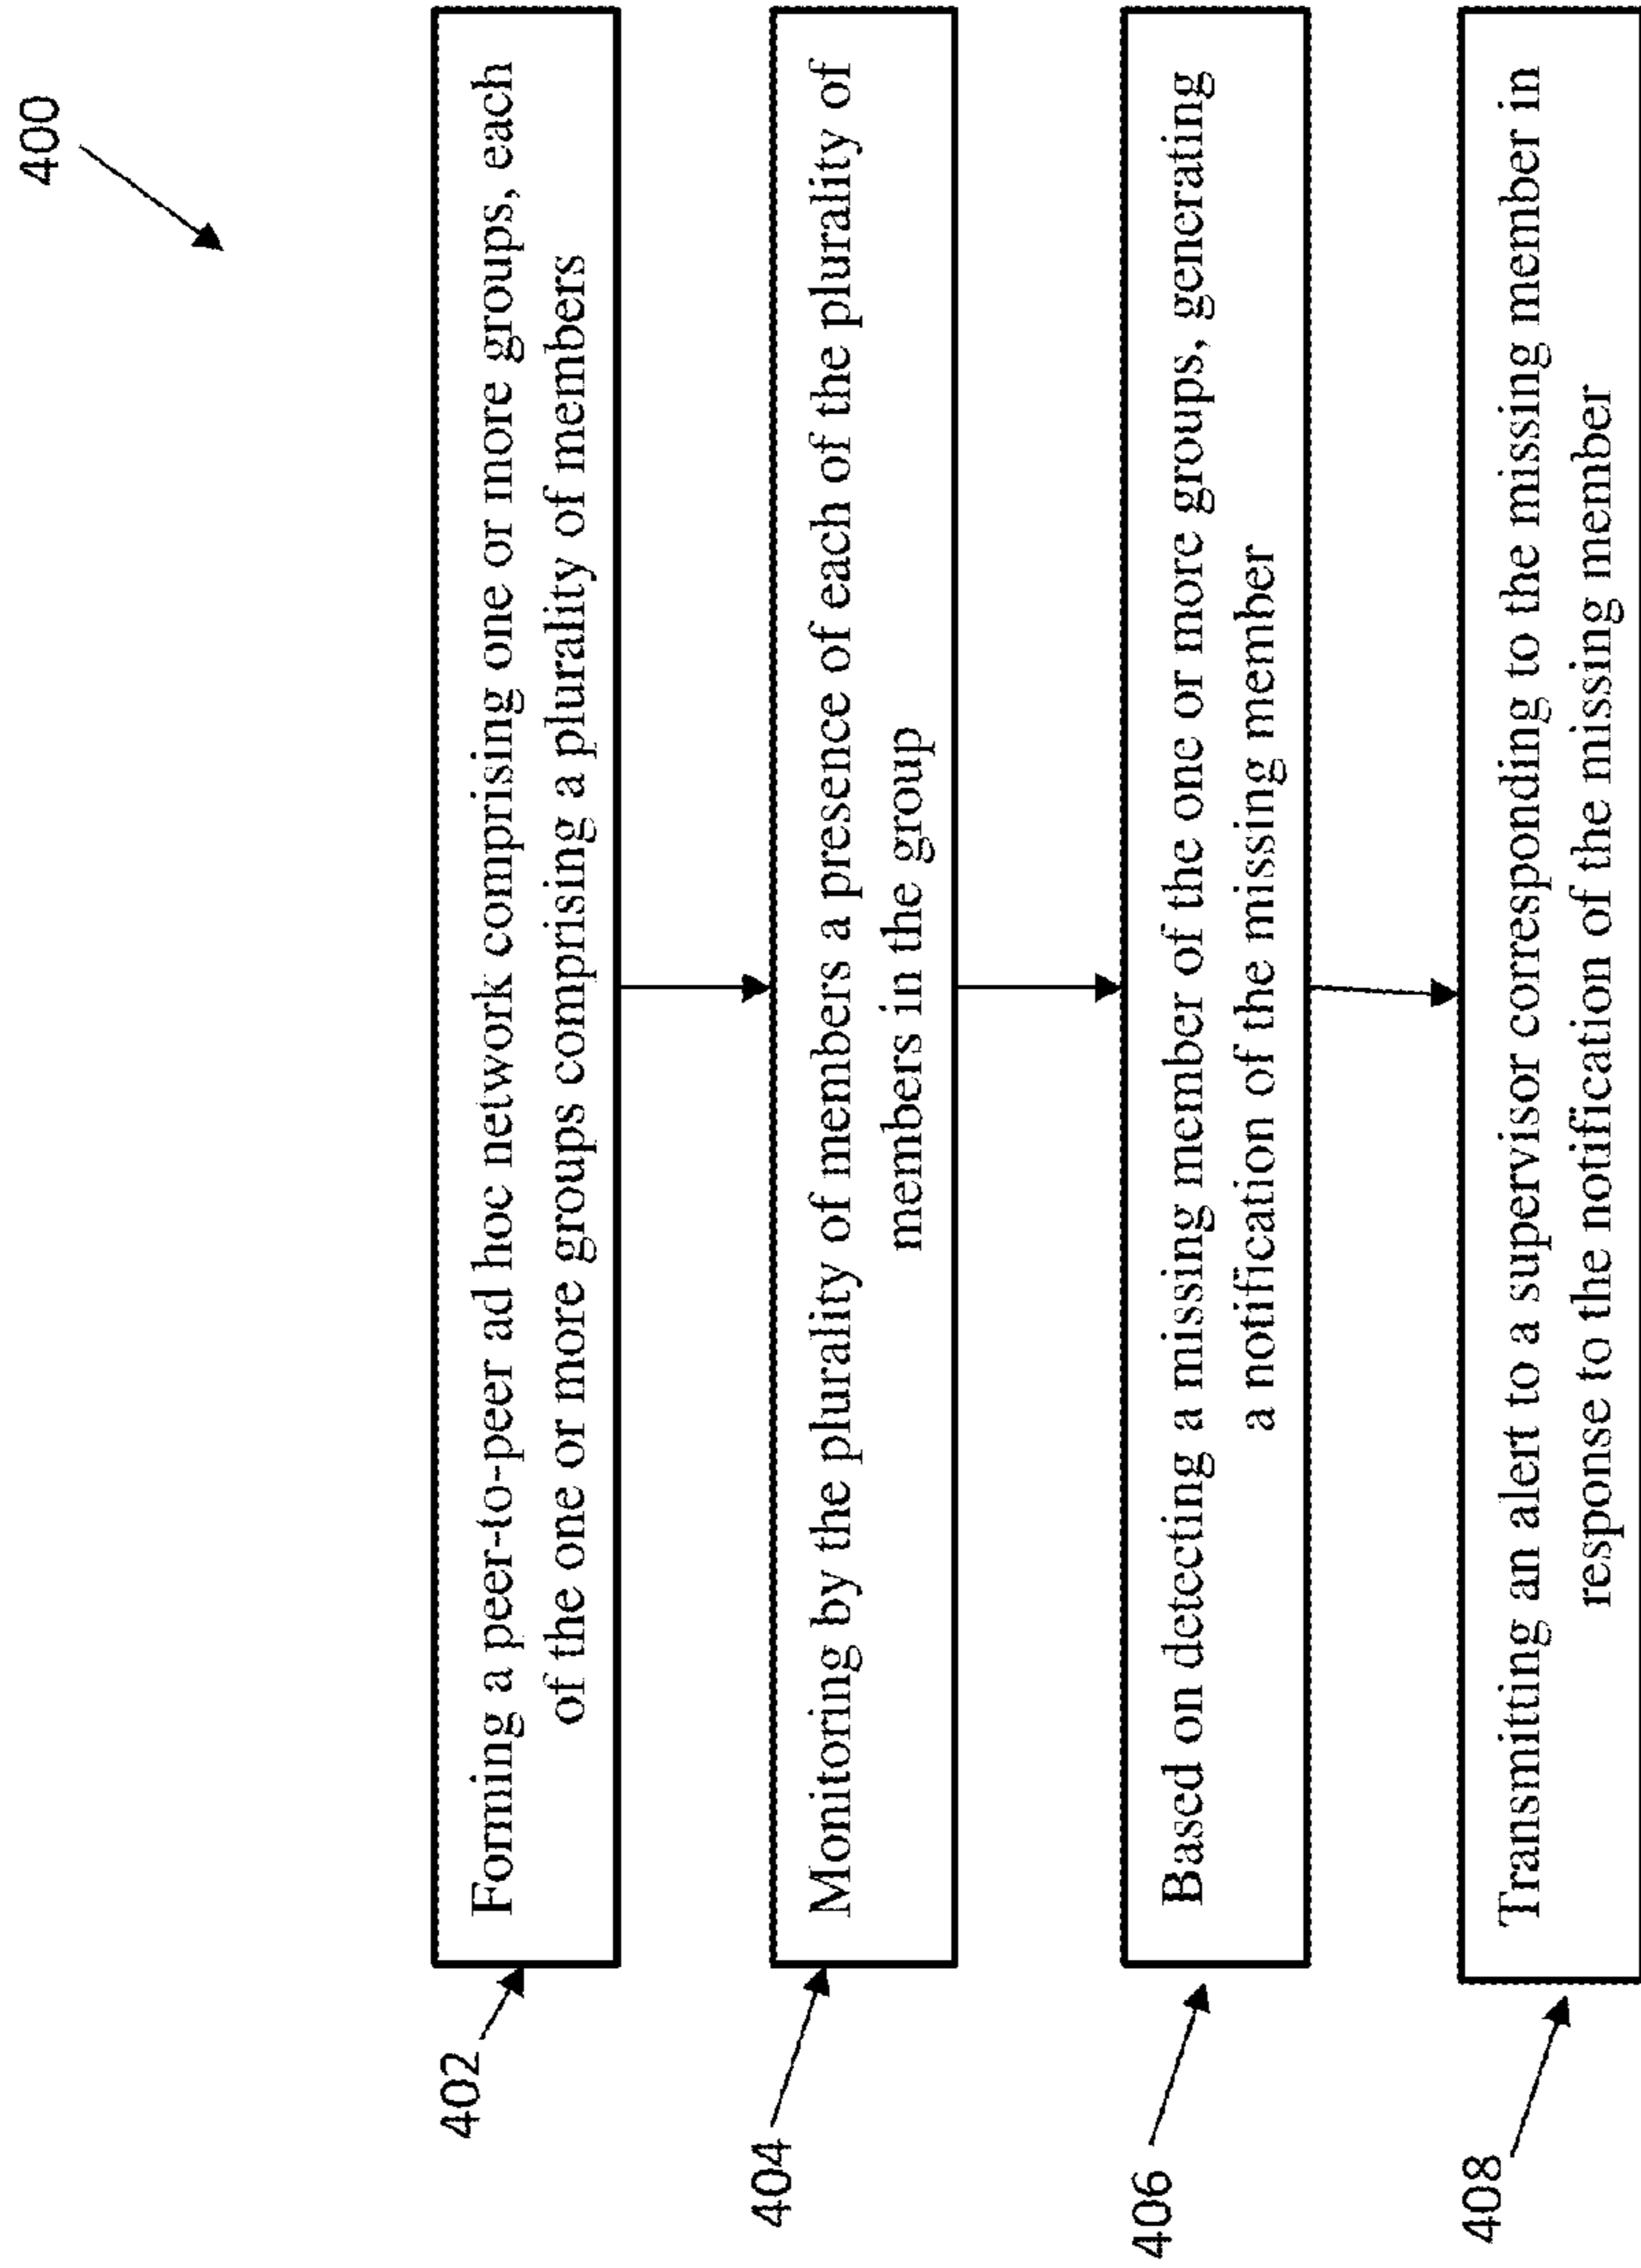 400
402
Forming a peer-to-peer ad hoc network comprising one or more groups, each
of the one or more groups comprising a plurality of members
404
Monitoring by the plurality of members a presence of each of the plurality of
members in the group
406
Based on detecting a missing member of the one or more groups, generating
a notification of the missing member
408
Transmitting an alert to a supervisor corresponding to the missing member in
response to the notification of the missing member